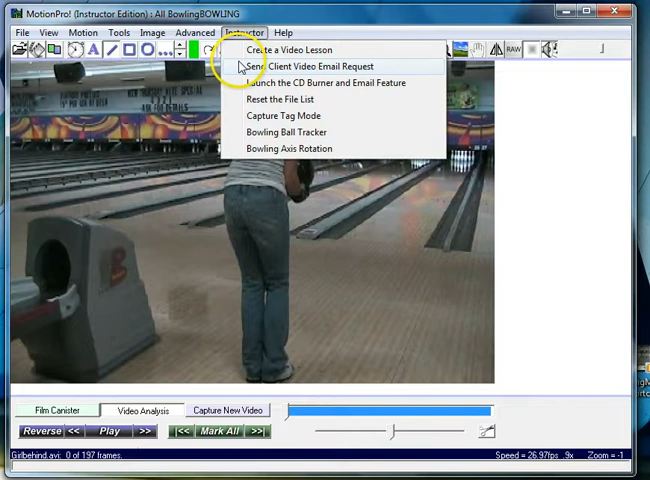 MotionPro! (Instructor Edition) : All BowlingBOWLING
File View Motion Tools Image Advanced Instructor Help
A
RAW
Create a Video Lesson
Send Client Video Email Request
Launch the CD Burner and Email Feature
Reset the File List
Capture Tag Mode
Bowling Ball Tracker
Bowling Axis Rotation
ASK FOR DETAILS
B
Film Canister Video Analysis Capture New Video
Reverse << Play >> |<< Mark All >>|
Girlbehind.avi: 0 of 197 frames. Speed = 26.97fps .9x Zoom = -1